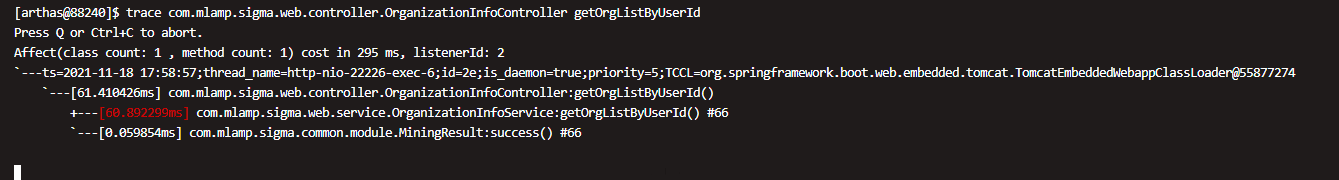 [arthas@88240]$ trace com.mlamp.sigma.web.controller.OrganizationInfoController getOrgListByUserId
Press Q or Ctrl+C to abort.
Affect(class count: 1 , method count: 1) cost in 295 ms, listenerId: 2
`---ts=2021-11-18 17:58:57;thread_name=http-nio-22226-exec-6;id=2e;is_daemon=true;priority=5;TCCL=org.springframework.boot.web.embedded.tomcat.TomcatEmbeddedWebappClassLoader@55877274
    `---[61.410426ms] com.mlamp.sigma.web.controller.OrganizationInfoController:getOrgListByUserId()
        +---[60.892299ms] com.mlamp.sigma.web.service.OrganizationInfoService:getOrgListByUserId() #66
        `---[0.059854ms] com.mlamp.sigma.common.module.MiningResult:success() #66